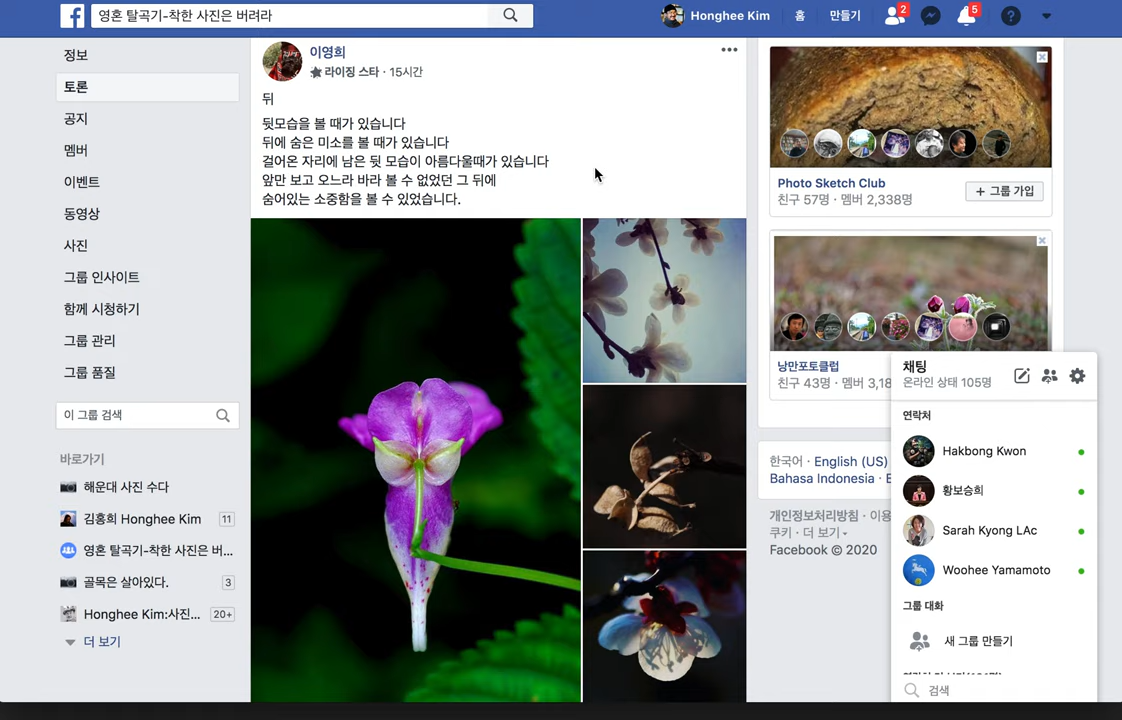 영혼 탈곡기-착한 사진은 버려라
Honghee Kim
홈
만들기
2
5
정보
토론
공지
멤버
이벤트
동영상
사진
그룹 인사이트
함께 시청하기
그룹 관리
그룹 품질
이 그룹 검색
바로가기
해운대 사진 수다
김홍희 Honghee Kim 11
영혼 탈곡기-착한 사진은 버...
골목은 살아있다. 3
Honghee Kim:사진... 20+
더 보기
이영희
라이징 스타 · 15시간
뒤
뒷모습을 볼 때가 있습니다
뒤에 숨은 미소를 볼 때가 있습니다
걸어온 자리에 남은 뒷 모습이 아름다울때가 있습니다
앞만 보고 오느라 바라 볼 수 없었던 그 뒤에
숨어있는 소중함을 볼 수 있었습니다.
Photo Sketch Club
친구 57명 · 멤버 2,338명
+ 그룹 가입
낭만포토클럽
친구 43명 · 멤버 3,18
한국어 · English (US)
Bahasa Indonesia ·
개인정보처리방침 · 이용
쿠키 · 더 보기
Facebook © 2020
채팅
온라인 상태 105명
연락처
Hakbong Kwon
황보승희
Sarah Kyong LAc
Woohee Yamamoto
그룹 대화
새 그룹 만들기
검색